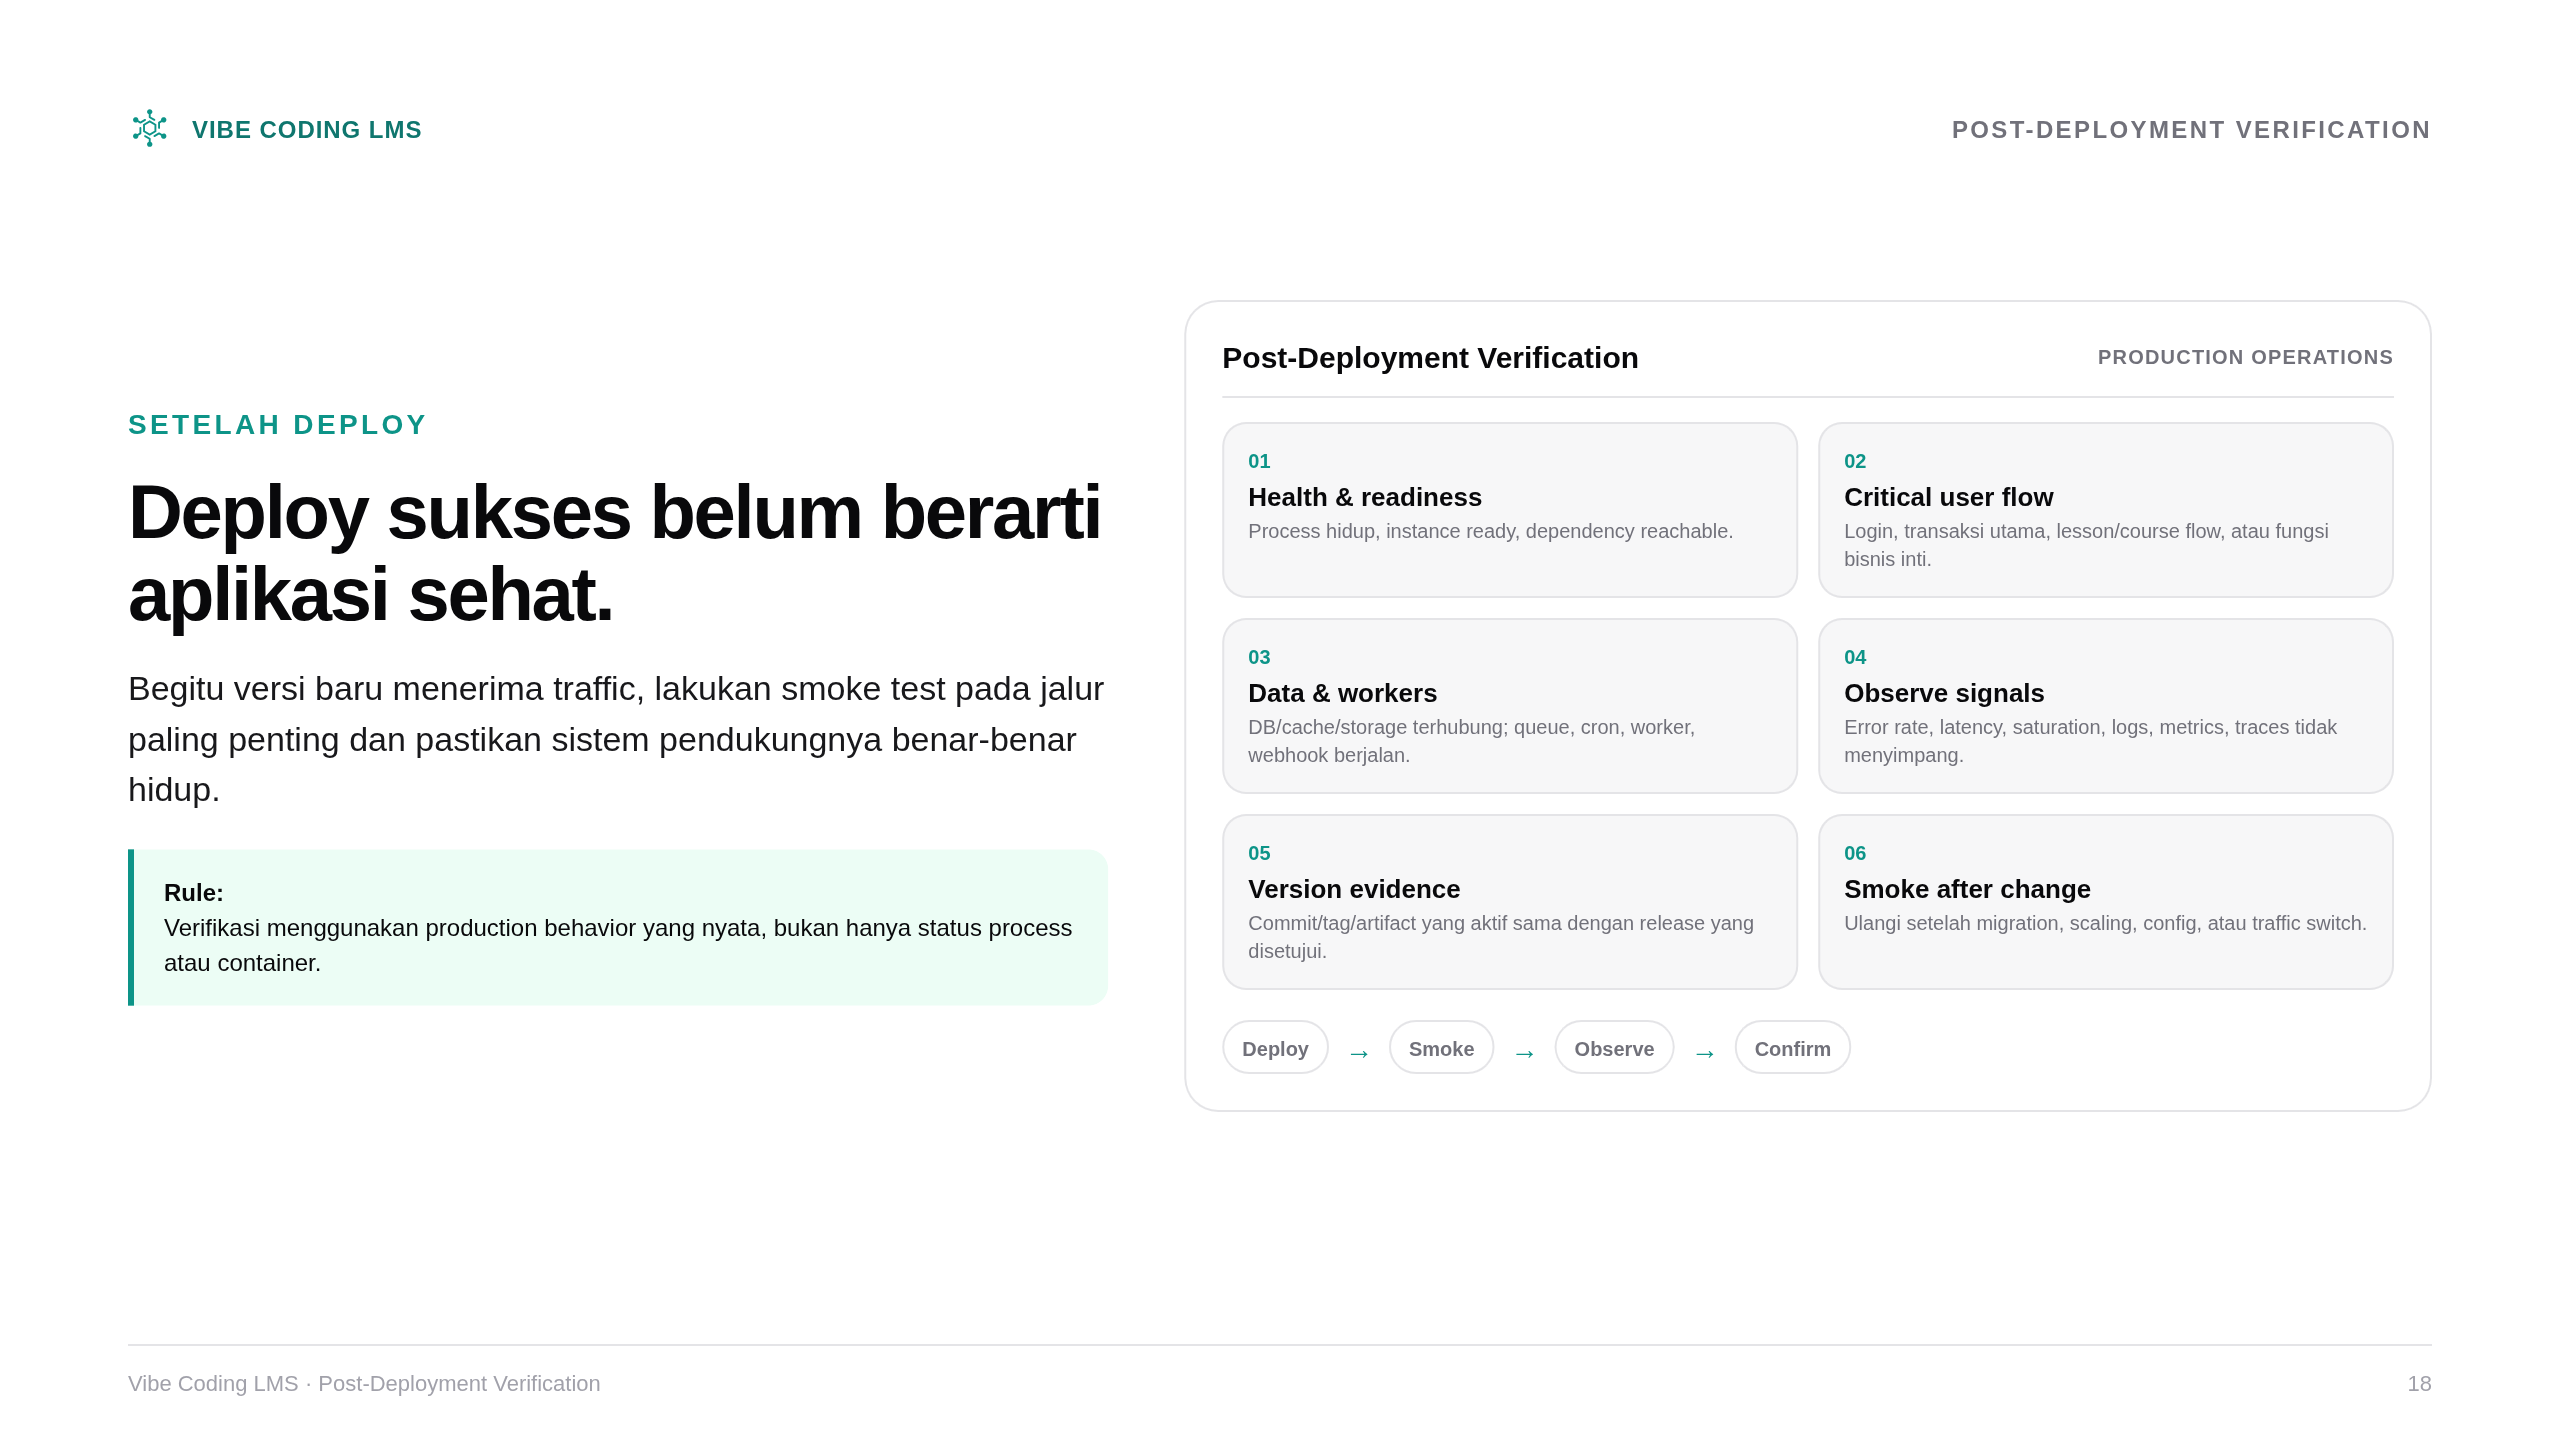 VIBE CODING LMS
POST-DEPLOYMENT VERIFICATION
SETELAH DEPLOY
Deploy sukses belum berarti
aplikasi sehat.
Begitu versi baru menerima traffic, lakukan smoke test pada jalur
paling penting dan pastikan sistem pendukungnya benar-benar
hidup.
Rule:
Verifikasi menggunakan production behavior yang nyata, bukan hanya status process
atau container.
Post-Deployment Verification
PRODUCTION OPERATIONS
01
Health & readiness
Process hidup, instance ready, dependency reachable.
02
Critical user flow
Login, transaksi utama, lesson/course flow, atau fungsi
bisnis inti.
03
Data & workers
DB/cache/storage terhubung; queue, cron, worker,
webhook berjalan.
04
Observe signals
Error rate, latency, saturation, logs, metrics, traces tidak
menyimpang.
05
Version evidence
Commit/tag/artifact yang aktif sama dengan release yang
disetujui.
06
Smoke after change
Ulangi setelah migration, scaling, config, atau traffic switch.
Deploy → Smoke → Observe → Confirm
Vibe Coding LMS · Post-Deployment Verification
18